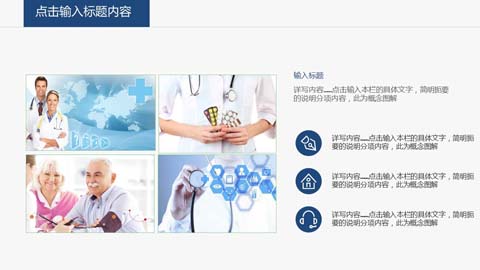 点击输入标题内容
输入标题
详写内容......点击输入本栏的具体文字，简明扼要
的说明分项内容，此为概念图解
详写内容......点击输入本栏的具体文字，简明扼
要的说明分项内容，此为概念图解
详写内容......点击输入本栏的具体文字，简明扼
要的说明分项内容，此为概念图解
详写内容......点击输入本栏的具体文字，简明扼
要的说明分项内容，此为概念图解